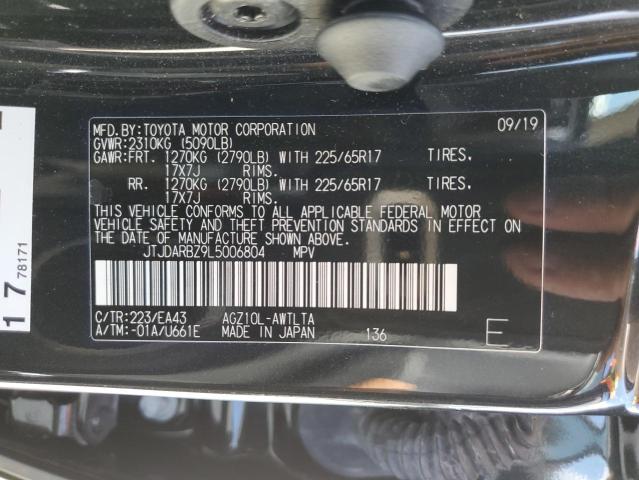 MFD.BY:TOYOTA MOTOR CORPORATION 09/19
GVWR:2310KG (5090LB)
GAWR:FRT. 1270KG (2790LB) WITH 225/65R17 TIRES.
17X7J RIMS.
RR. 1270KG (2790LB) WITH 225/65R17 TIRES.
17X7J RIMS.
THIS VEHICLE CONFORMS TO ALL APPLICABLE FEDERAL MOTOR
VEHICLE SAFETY AND THEFT PREVENTION STANDARDS IN EFFECT ON
THE DATE OF MANUFACTURE SHOWN ABOVE.
JTJDARBZ9L5006804 MPV
C/TR:223/EA43 AGZ10L-AWTLTA
A/TM:-01A/U661E MADE IN JAPAN 136 E
17 78171